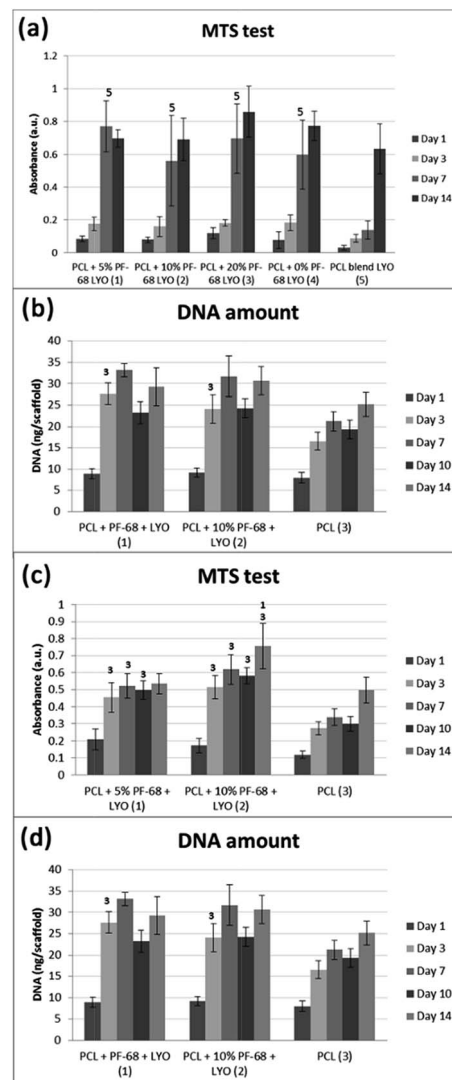 (a)
MTS test
Absorbance (a.u.)
1.2
1
0.8
0.6
0.4
0.2
0
5
5
5
5
PCL + 5% PF-
68 LYO (1)
PCL + 10% PF-
68 LYO (2)
PCL + 20% PF-
68 LYO (3)
PCL + 0% PF-
68 LYO (4)
PCL blend LYO
(5)
Day 1
Day 3
Day 7
Day 14
(b)
DNA amount
DNA (ng/scaffold)
40
35
30
25
20
15
10
5
0
3
3
PCL + PF-68 + LYO
(1)
PCL + 10% PF-68 +
LYO (2)
PCL (3)
Day 1
Day 3
Day 7
Day 10
Day 14
(c)
MTS test
Absorbance (a.u.)
1
0.9
0.8
0.7
0.6
0.5
0.4
0.3
0.2
0.1
0
3
3
3
3
3
3
1
3
PCL + 5% PF-68 +
LYO (1)
PCL + 10% PF-68 +
LYO (2)
PCL (3)
Day 1
Day 3
Day 7
Day 10
Day 14
(d)
DNA amount
DNA (ng/scaffold)
40
35
30
25
20
15
10
5
0
3
3
PCL + PF-68 + LYO
(1)
PCL + 10% PF-68 +
LYO (2)
PCL (3)
Day 1
Day 3
Day 7
Day 10
Day 14